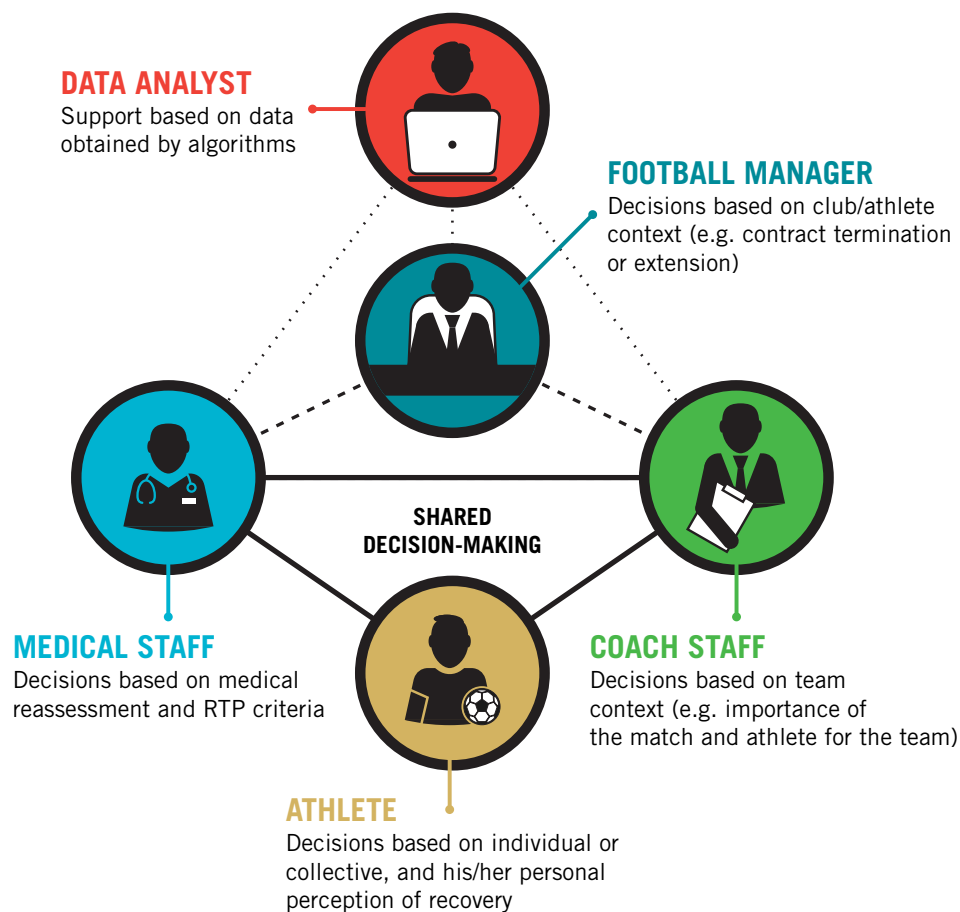 DATA ANALYST
Support based on data
obtained by algorithms
FOOTBALL MANAGER
Decisions based on club/athlete
context (e.g. contract termination
or extension)
SHARED
DECISION-MAKING
MEDICAL STAFF
Decisions based on medical
reassessment and RTP criteria
COACH STAFF
Decisions based on team
context (e.g. importance of
the match and athlete for the team)
ATHLETE
Decisions based on individual or
collective, and his/her personal
perception of recovery